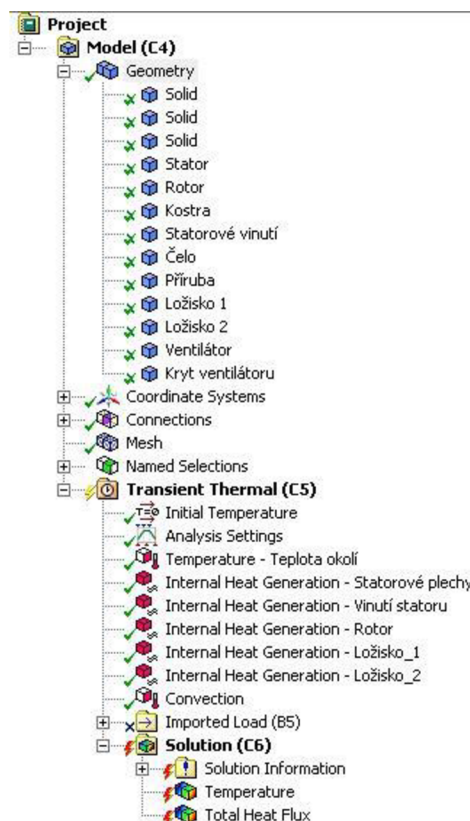 Project
Model (C4)
Geometry
Solid
Solid
Solid
Stator
Rotor
Kostra
Statorové vinutí
Čelo
Příruba
Ložisko 1
Ložisko 2
Ventilátor
Kryt ventilátoru
Coordinate Systems
Connections
Mesh
Named Selections
Transient Thermal (C5)
T=0 Initial Temperature
Analysis Settings
Temperature - Teplota okolí
Internal Heat Generation - Statorové plechy
Internal Heat Generation - Vinutí statoru
Internal Heat Generation - Rotor
Internal Heat Generation - Ložisko_1
Internal Heat Generation - Ložisko_2
Convection
Imported Load (B5)
Solution (C6)
Solution Information
Temperature
Total Heat Flux